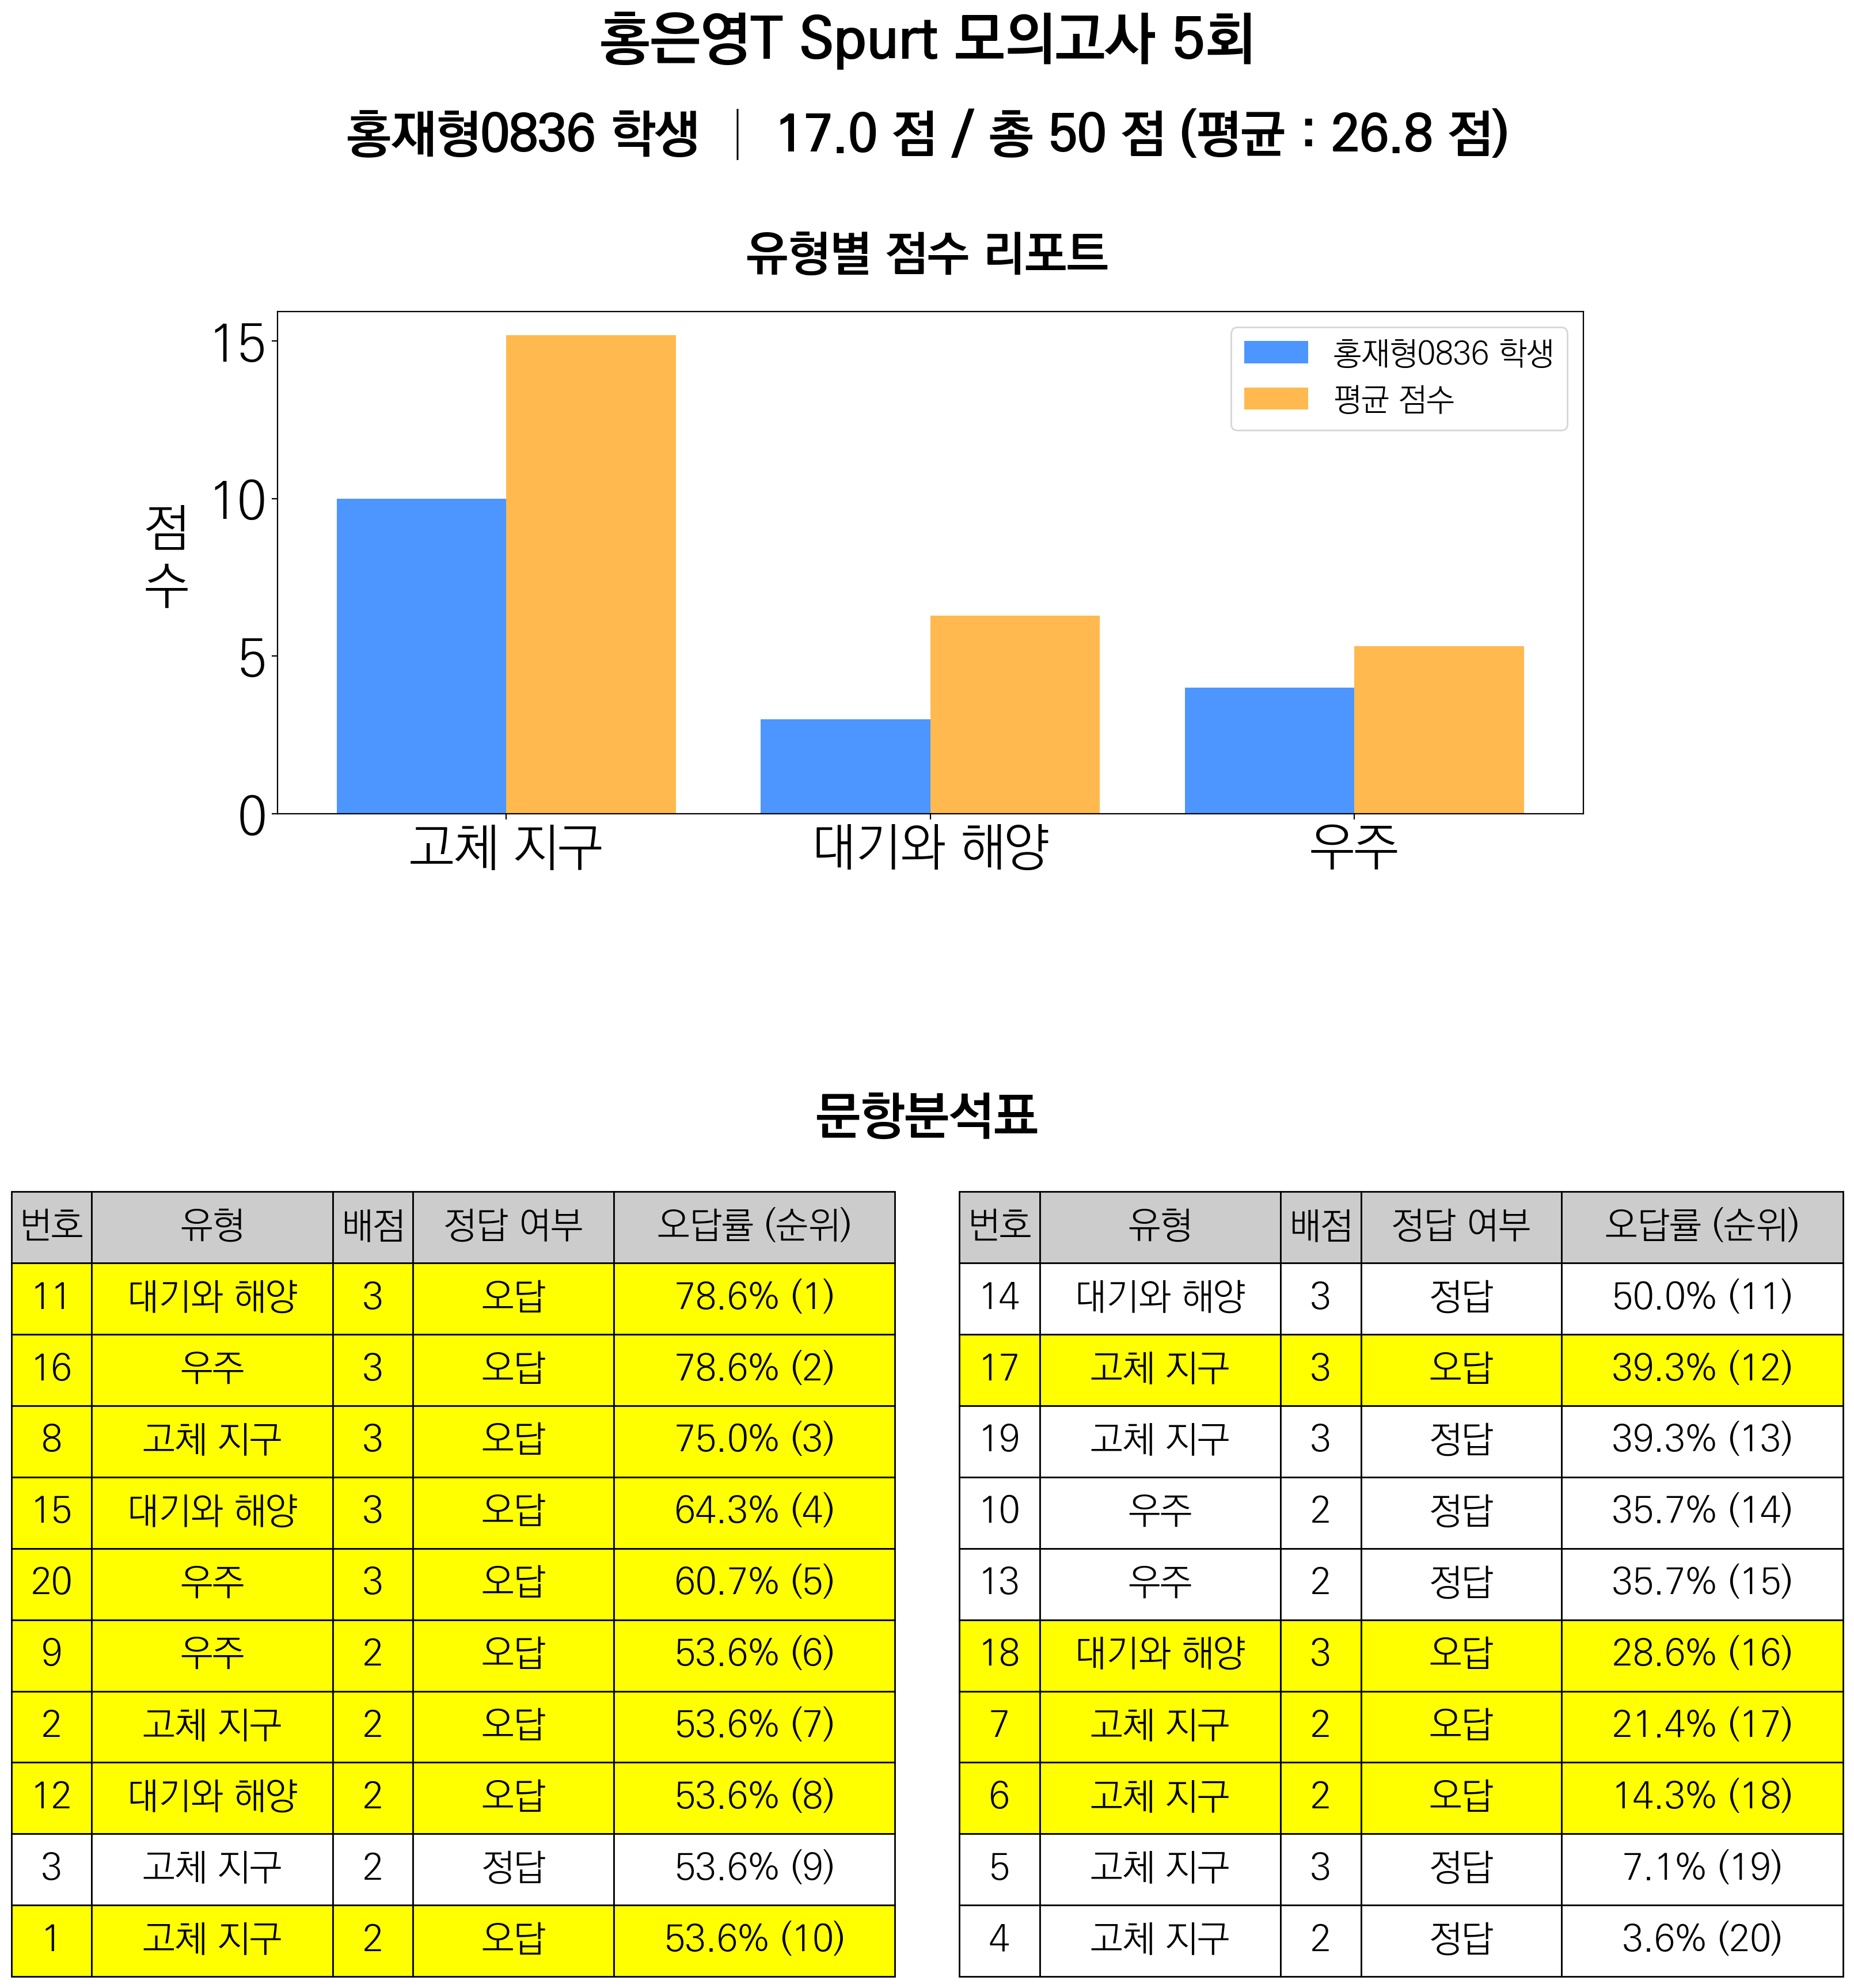 홍은영T Spurt 모의고사 5회
홍재형0836 학생 | 17.0 점 / 총 50 점 (평균 : 26.8 점)
유형별 점수 리포트
홍재형0836 학생
평균 점수
점
수
15
10
5
0
고체 지구 대기와 해양 우주
문항분석표
번호 유형 배점 정답 여부 오답률 (순위)
11 대기와 해양 3 오답 78.6% (1)
16 우주 3 오답 78.6% (2)
8 고체 지구 3 오답 75.0% (3)
15 대기와 해양 3 오답 64.3% (4)
20 우주 3 오답 60.7% (5)
9 우주 2 오답 53.6% (6)
2 고체 지구 2 오답 53.6% (7)
12 대기와 해양 2 오답 53.6% (8)
3 고체 지구 2 정답 53.6% (9)
1 고체 지구 2 오답 53.6% (10)
번호 유형 배점 정답 여부 오답률 (순위)
14 대기와 해양 3 정답 50.0% (11)
17 고체 지구 3 오답 39.3% (12)
19 고체 지구 3 정답 39.3% (13)
10 우주 2 정답 35.7% (14)
13 우주 2 정답 35.7% (15)
18 대기와 해양 3 오답 28.6% (16)
7 고체 지구 2 오답 21.4% (17)
6 고체 지구 2 오답 14.3% (18)
5 고체 지구 3 정답 7.1% (19)
4 고체 지구 2 정답 3.6% (20)